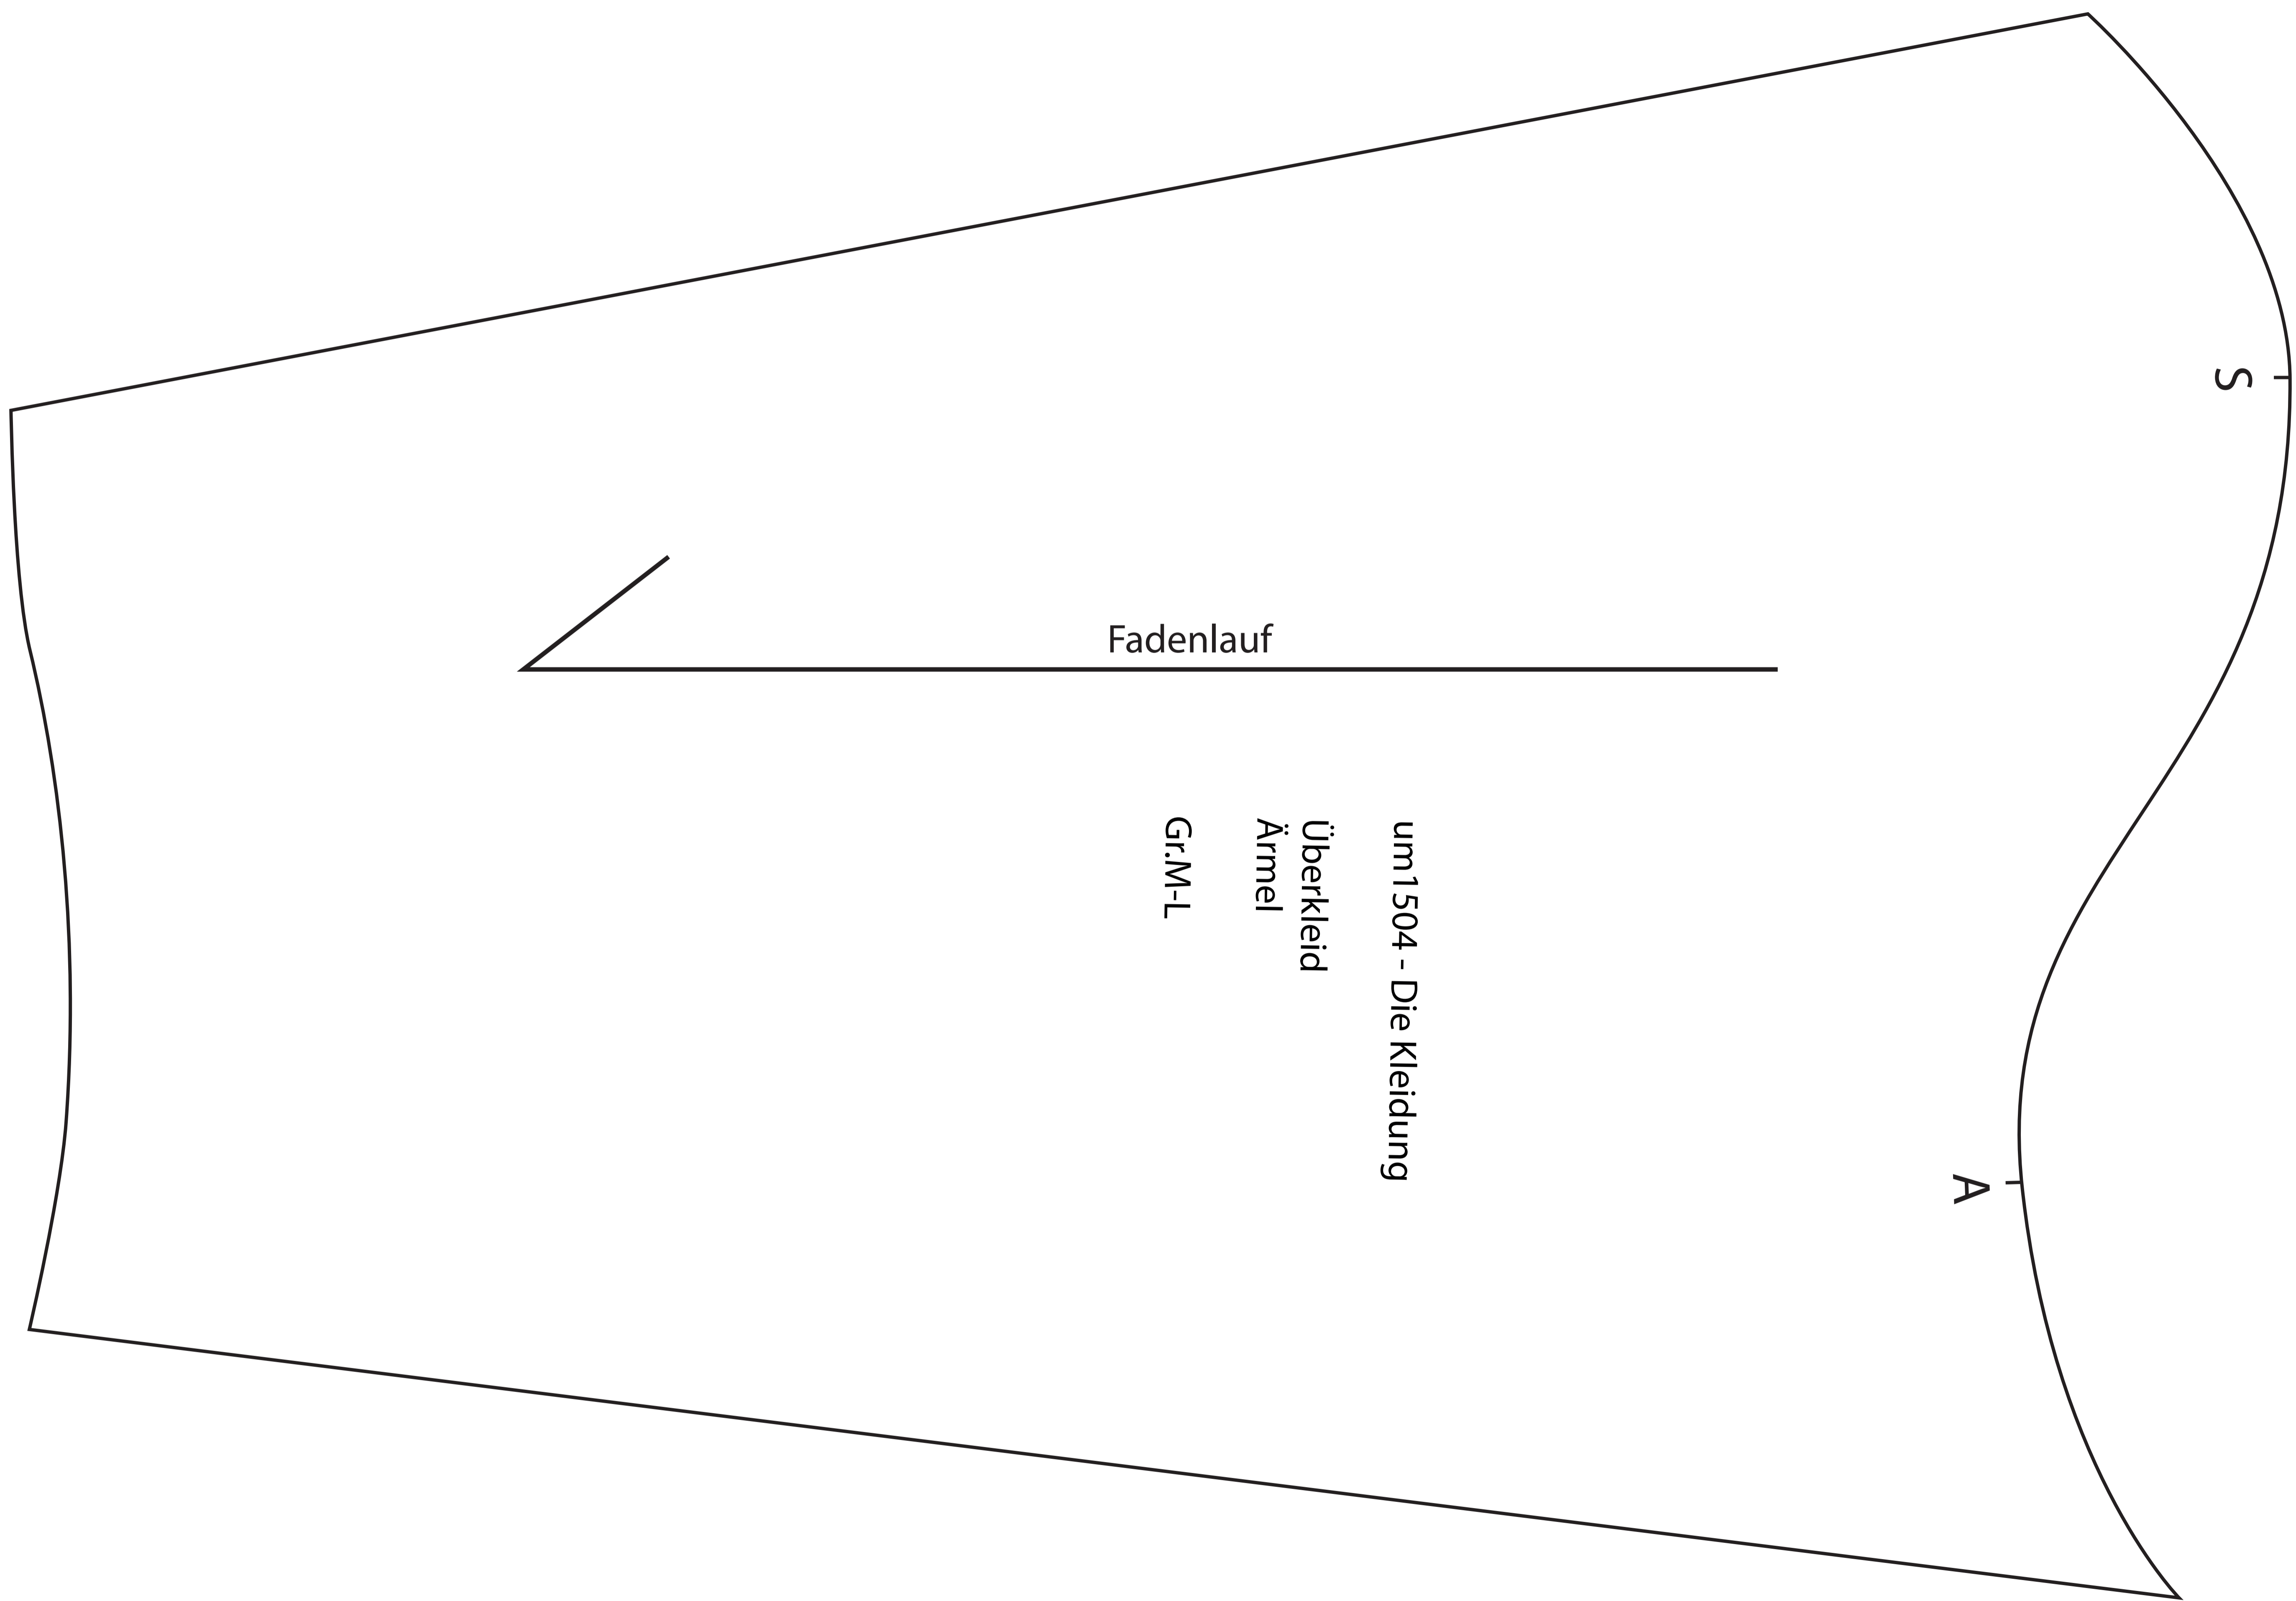 Fadenlauf
um1504 - Die Kleidung
Überkleid
Ärmel
Gr.M-L
S
A